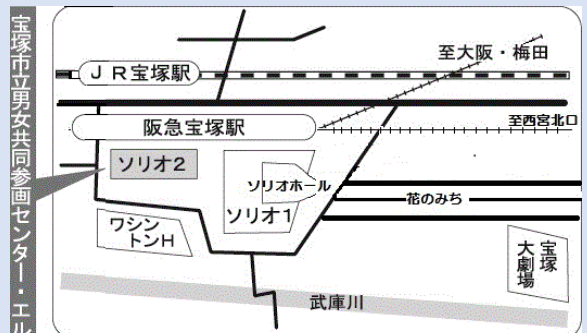 宝塚市立男女共同参画センター・エル
至大阪・梅田
JR宝塚駅
阪急宝塚駅
至西宮北口
ソリオ2
ソリオホール
ソリオ1
花のみち
ワシン
トンH
宝塚
大劇場
武庫川